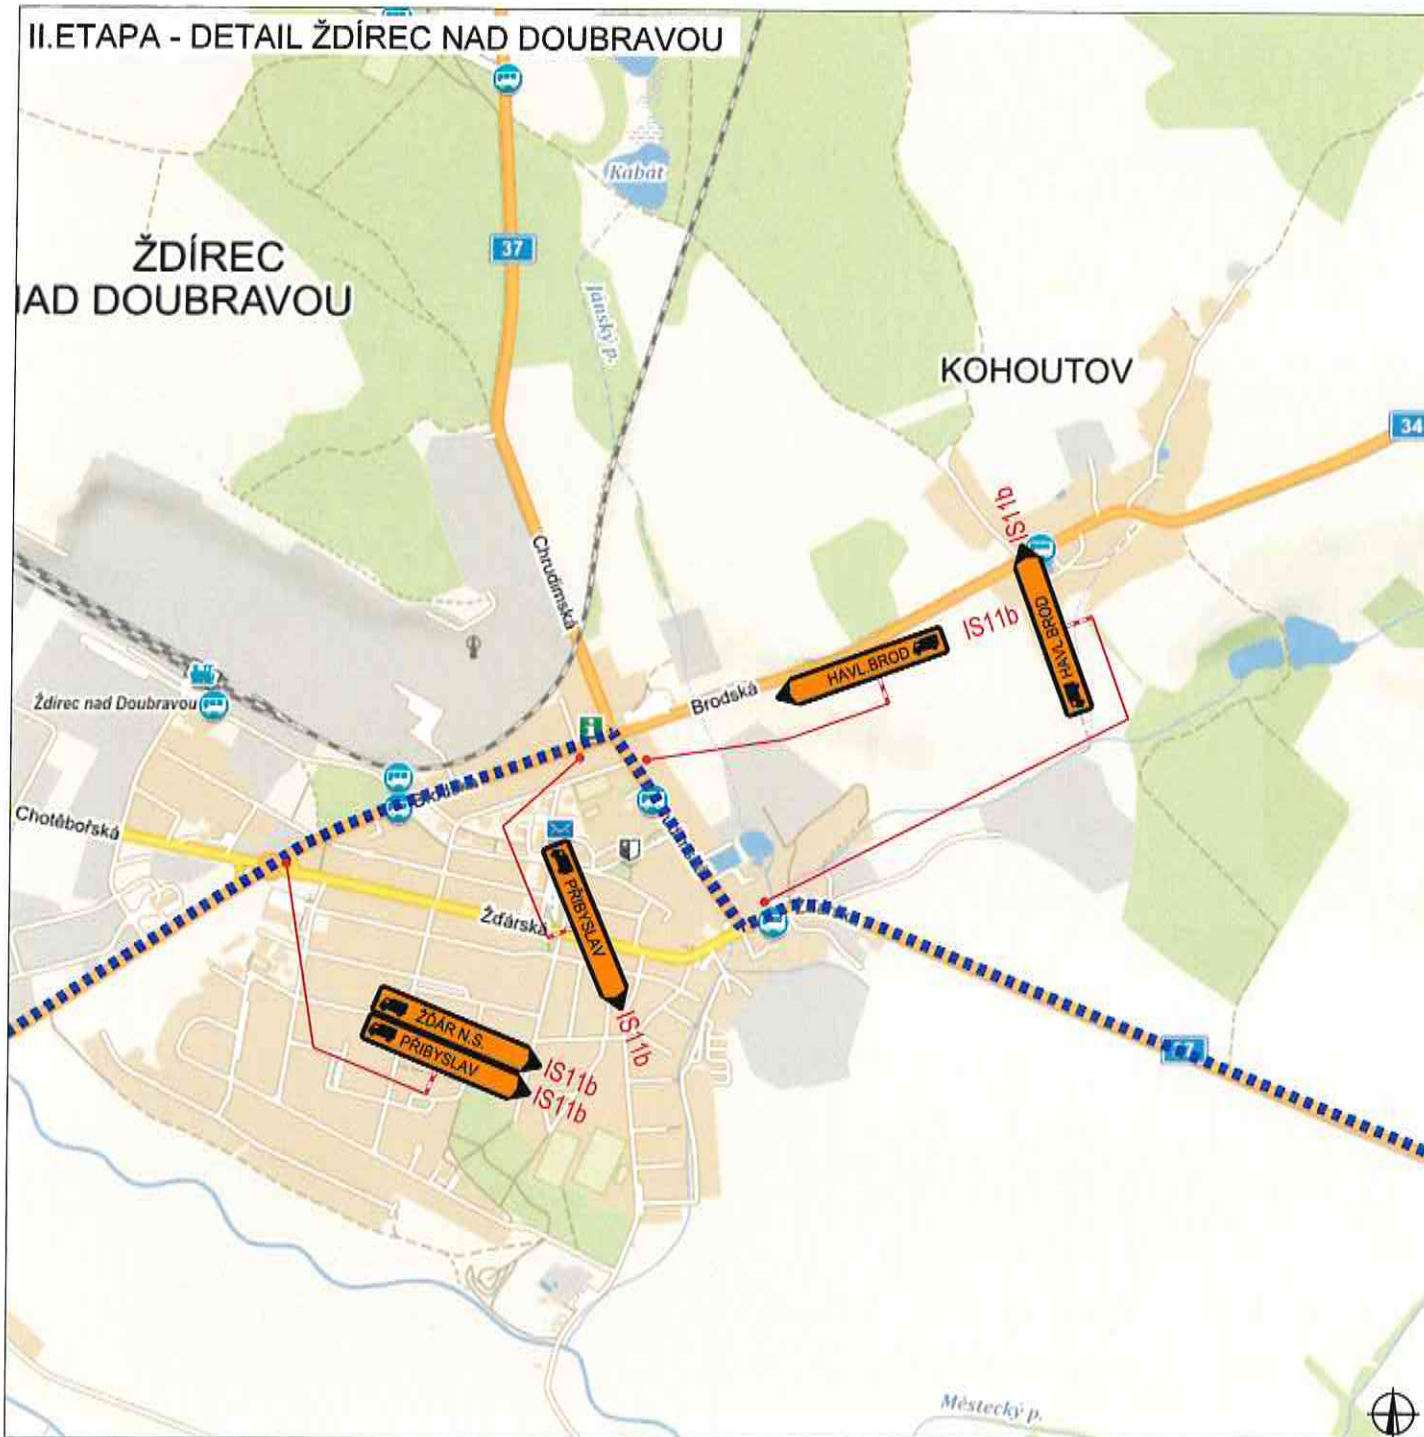 II.ETAPA - DETAIL ŽDÍREC NAD DOUBRAVOU
Kabát
37
ŽDÍREC
NAD DOUBRAVOU
Jánský p.
KOHOUTOV
34
IS11b
Chrudimská
HAVL.BROD
IS11b
HAVL.BROD
Brodská
Ždírec nad Doubravou
Chotěbořská
Žďárská
PŘIBYSLAV
IS11b
ŽĎÁR N.S.
IS11b
PŘIBYSLAV
IS11b
Městecký p.